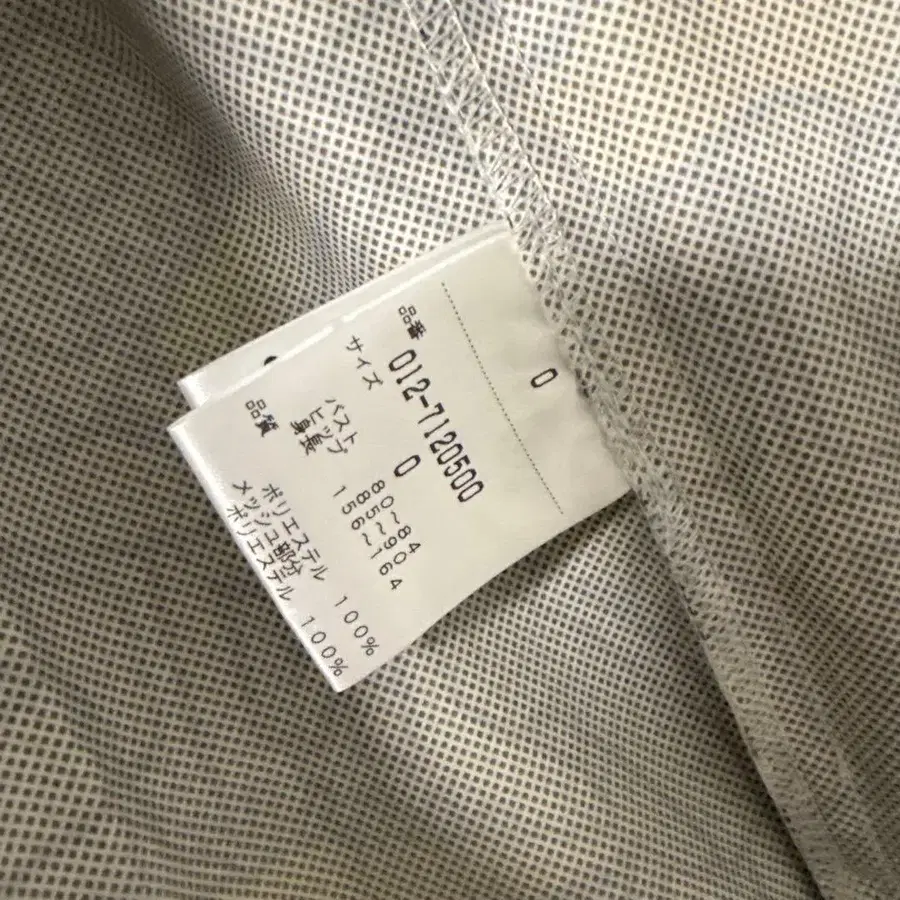 0
品番 012-7120500
サイズ 0
バスト 80~84
ヒップ 85~90
身長 156~164
品質
ポリエステル 100%
メッシュ部分
ポリエステル 100%